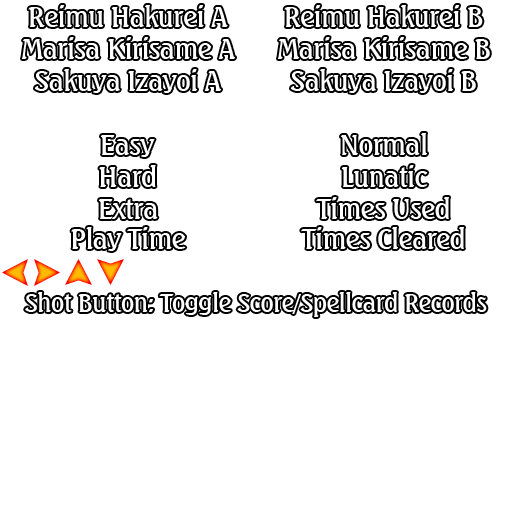 Reimu Hakurei A Reimu Hakurei B
Marisa Kirisame A Marisa Kirisame B
Sakuya Izayoi A Sakuya Izayoi B
Easy Normal
Hard Lunatic
Extra Times Used
Play Time Times Cleared
Shot Button: Toggle Score/Spellcard Records